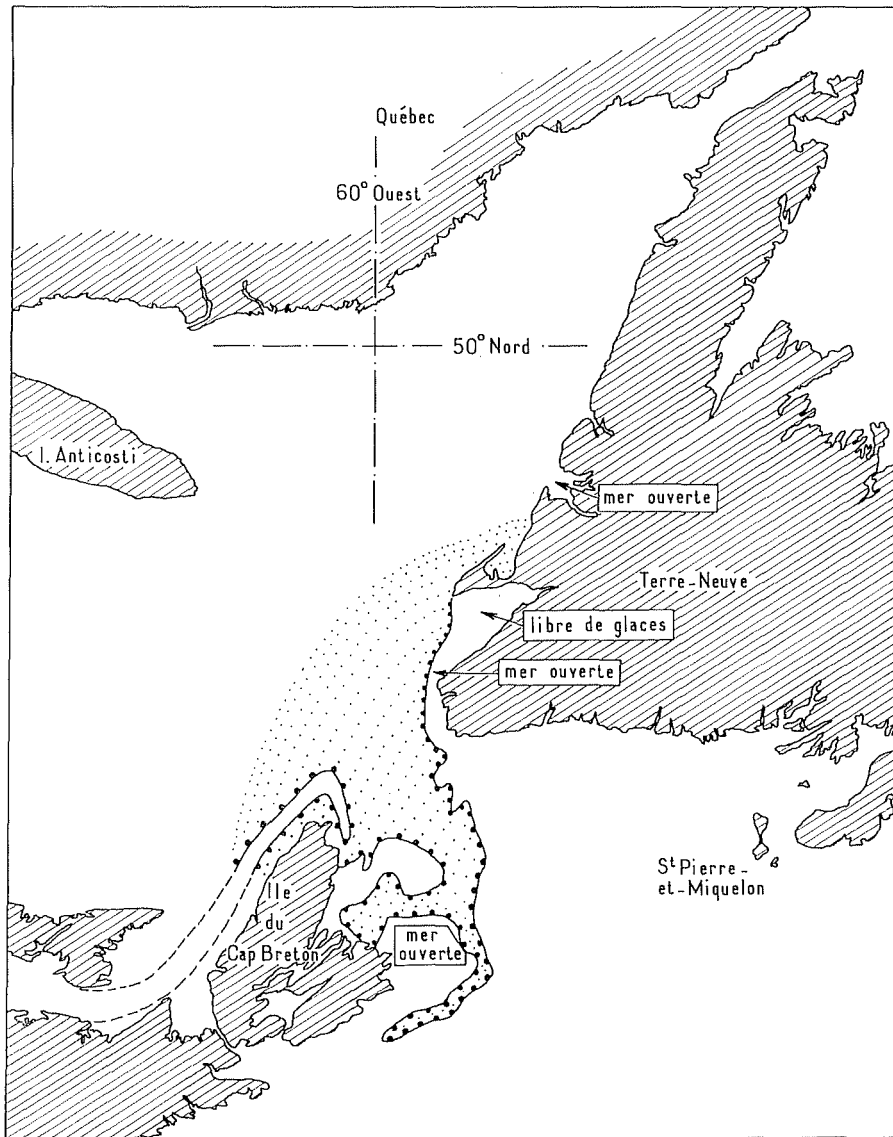 Québec
60° Ouest
50° Nord
I. Anticosti
mer ouverte
Terre-Neuve
libre de glaces
mer ouverte
St Pierre -
et-Miquelon
Ile
du
Cap Breton
mer
ouverte